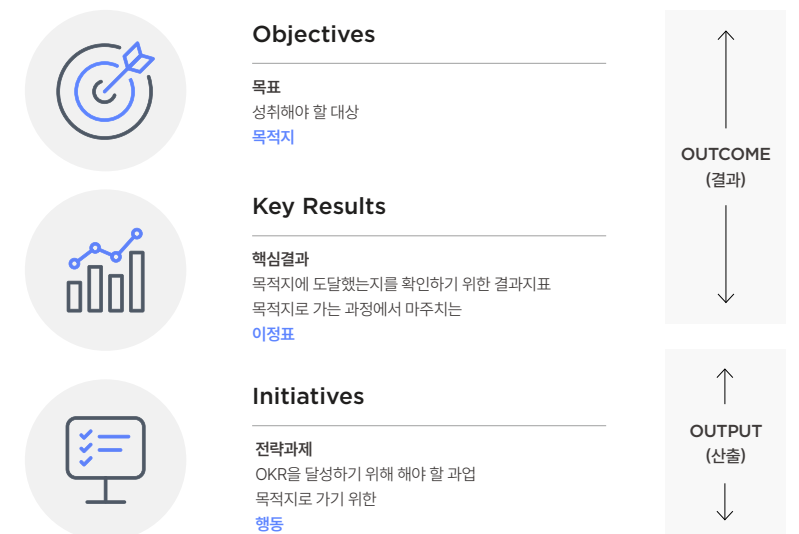 Objectives
목표
성취해야 할 대상
목적지
Key Results
핵심결과
목적지에 도달했는지를 확인하기 위한 결과지표
목적지로 가는 과정에서 마주치는
이정표
OUTCOME
(결과)
Initiatives
전략과제
OKR을 달성하기 위해 해야 할 과업
목적지로 가기 위한
행동
OUTPUT
(산출)